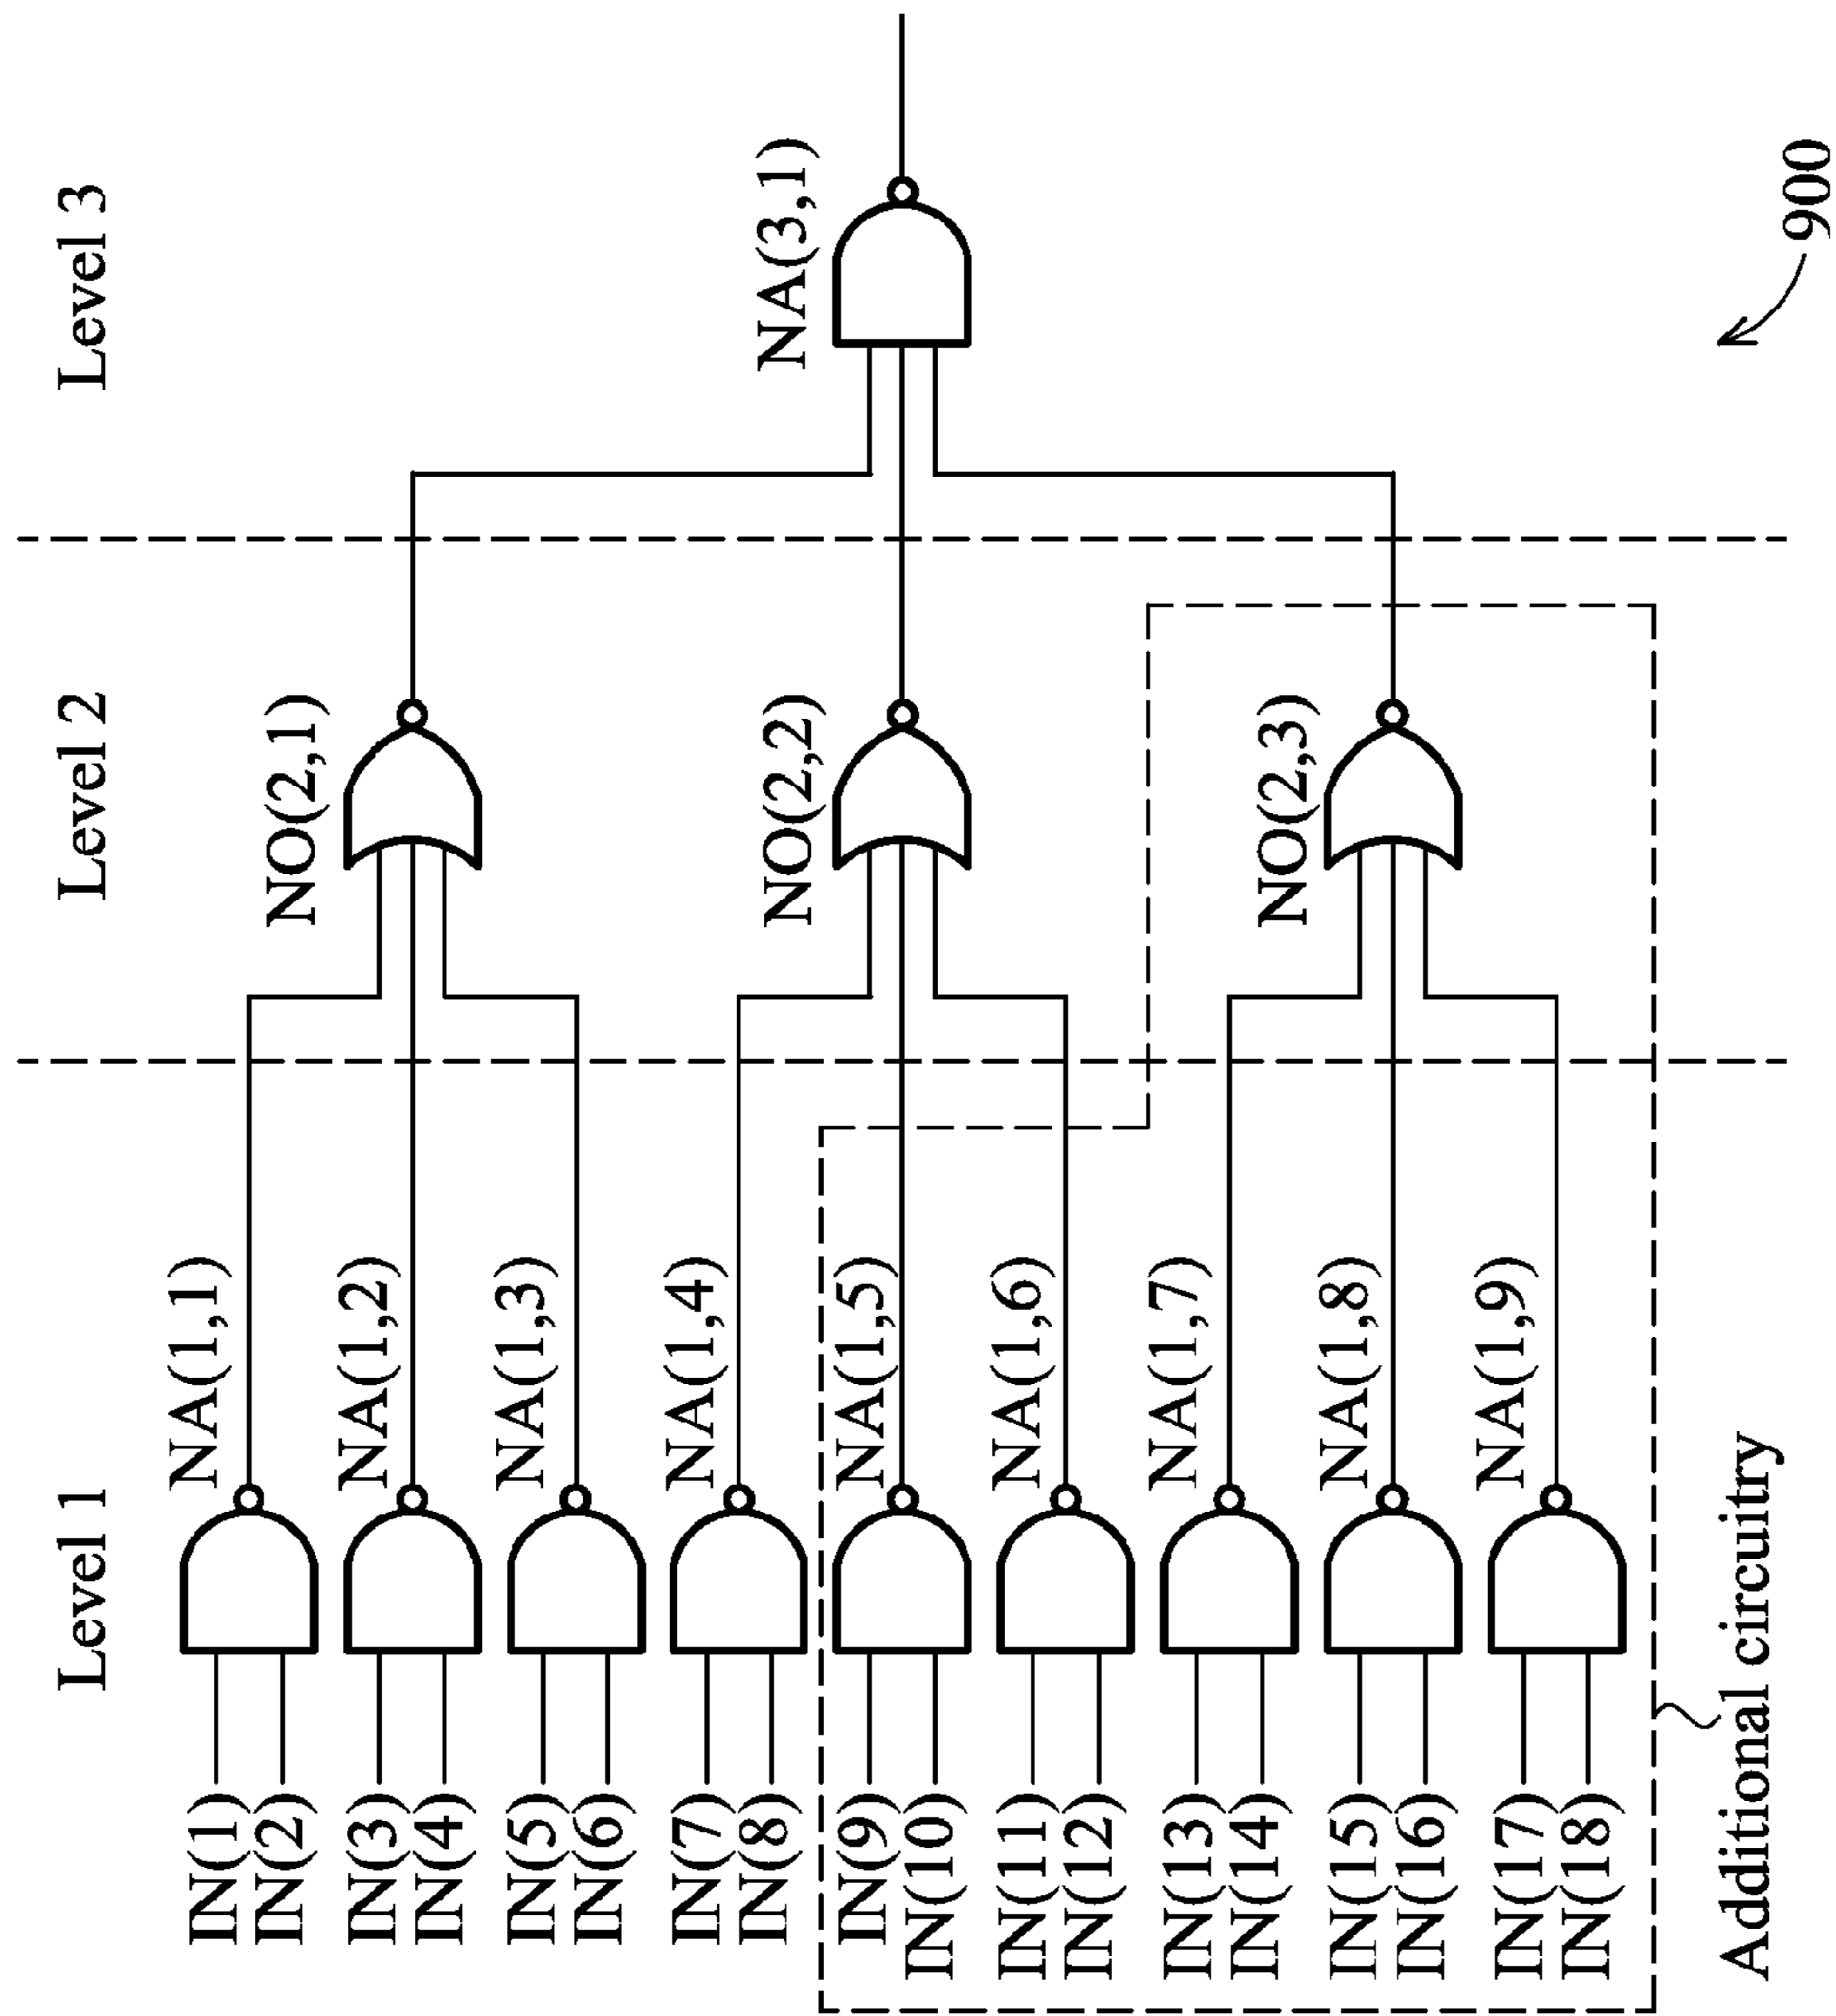 Level 1
Level 2
Level 3
IN(1)
IN(2)
NA(1,1)
IN(3)
IN(4)
NA(1,2)
IN(5)
IN(6)
NA(1,3)
IN(7)
IN(8)
NA(1,4)
IN(9)
IN(10)
NA(1,5)
IN(11)
IN(12)
NA(1,6)
IN(13)
IN(14)
NA(1,7)
IN(15)
IN(16)
NA(1,8)
IN(17)
IN(18)
NA(1,9)
NO(2,1)
NO(2,2)
NO(2,3)
NA(3,1)
Additional circuitry
900